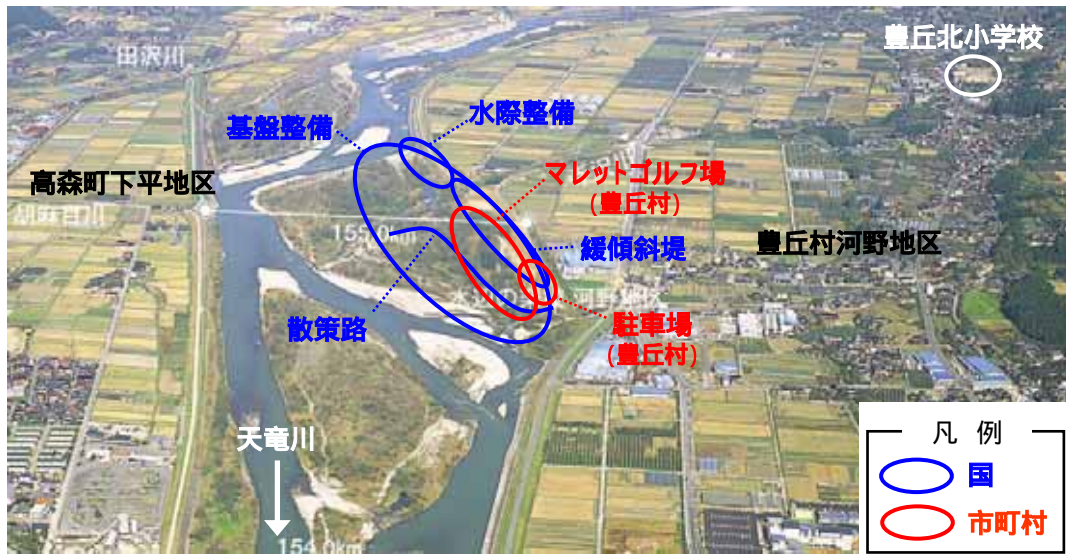 豊丘北小学校
田沢川
水際整備
基盤整備
マレットゴルフ場
(豊丘村)
高森町下平地区
155.0km
緩傾斜堤
豊丘村河野地区
散策路
駐車場
(豊丘村)
天竜川
154.0km
凡 例
国
市町村